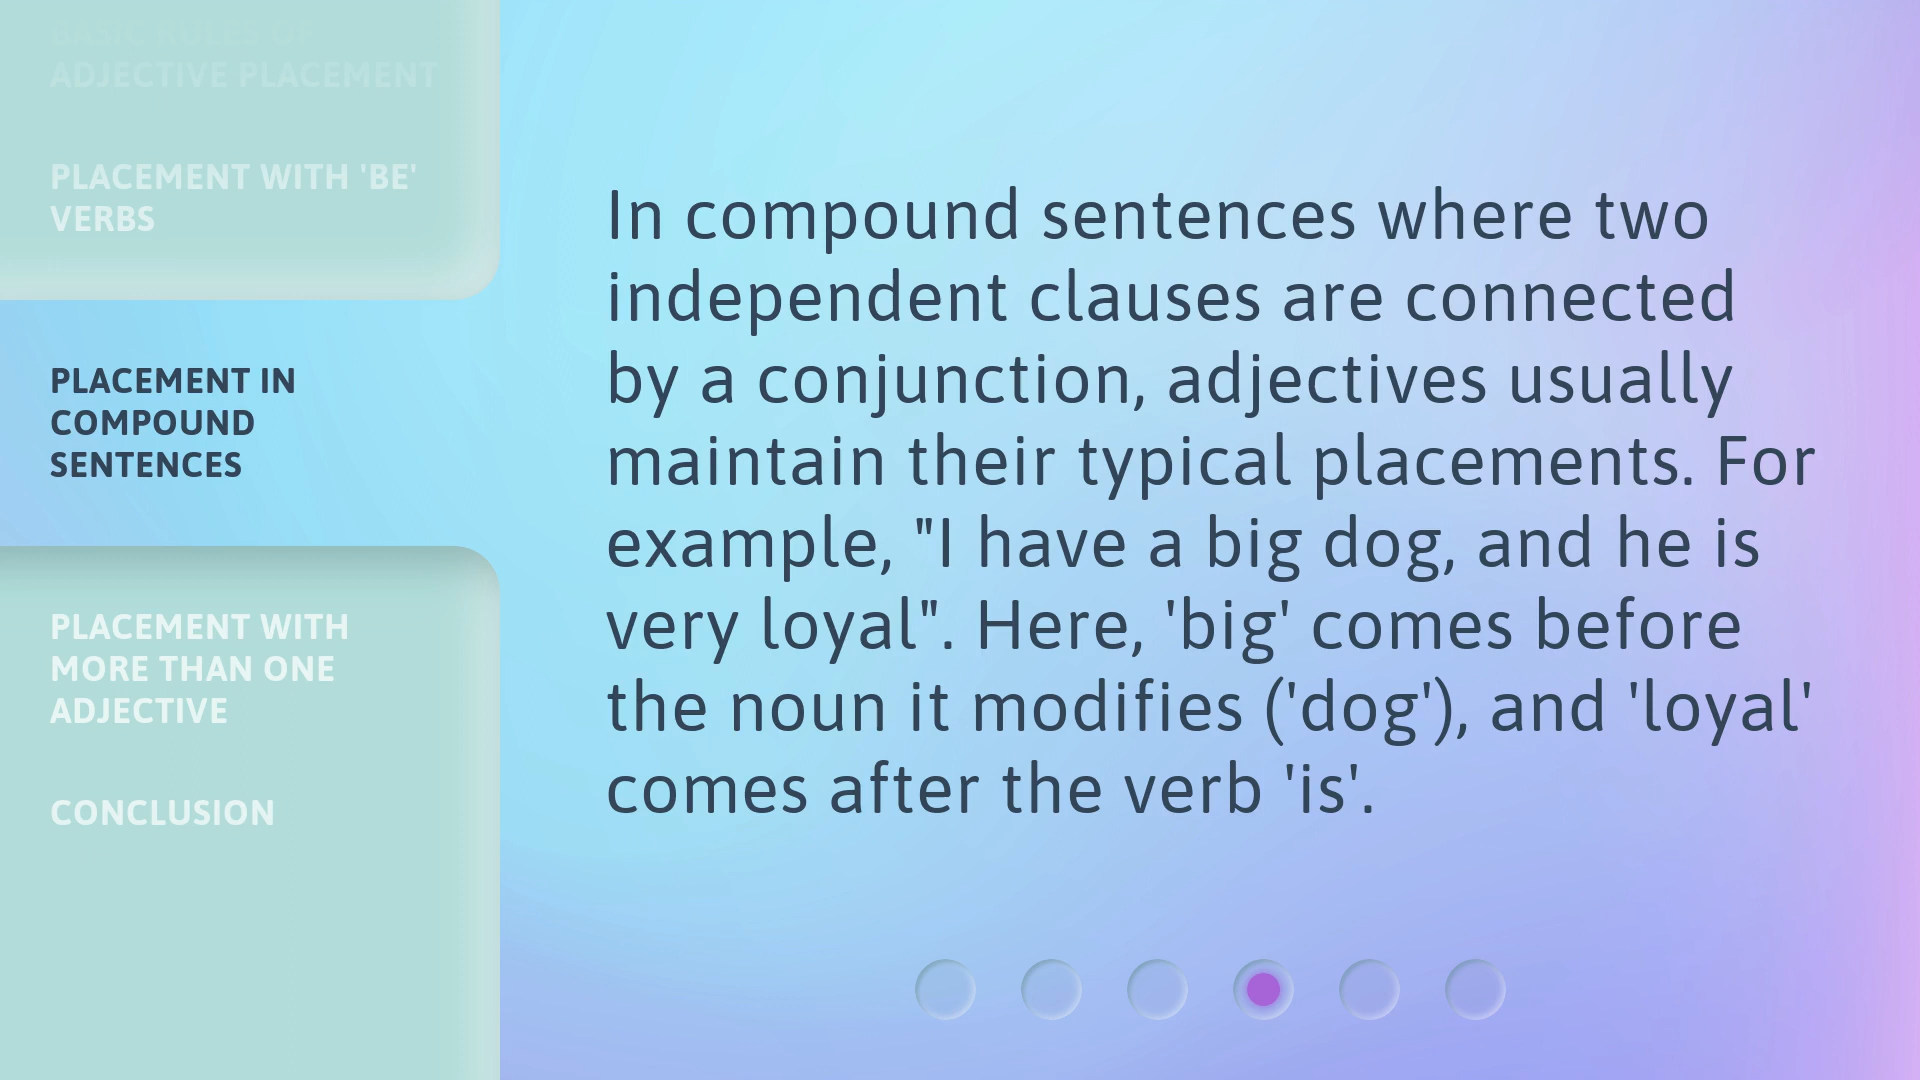 BASIC RULES OF
ADJECTIVE PLACEMENT
PLACEMENT WITH 'BE'
VERBS
PLACEMENT IN
COMPOUND
SENTENCES
PLACEMENT WITH
MORE THAN ONE
ADJECTIVE
CONCLUSION
In compound sentences where two
independent clauses are connected
by a conjunction, adjectives usually
maintain their typical placements. For
example, "I have a big dog, and he is
very loyal". Here, 'big' comes before
the noun it modifies ('dog'), and 'loyal'
comes after the verb 'is'.